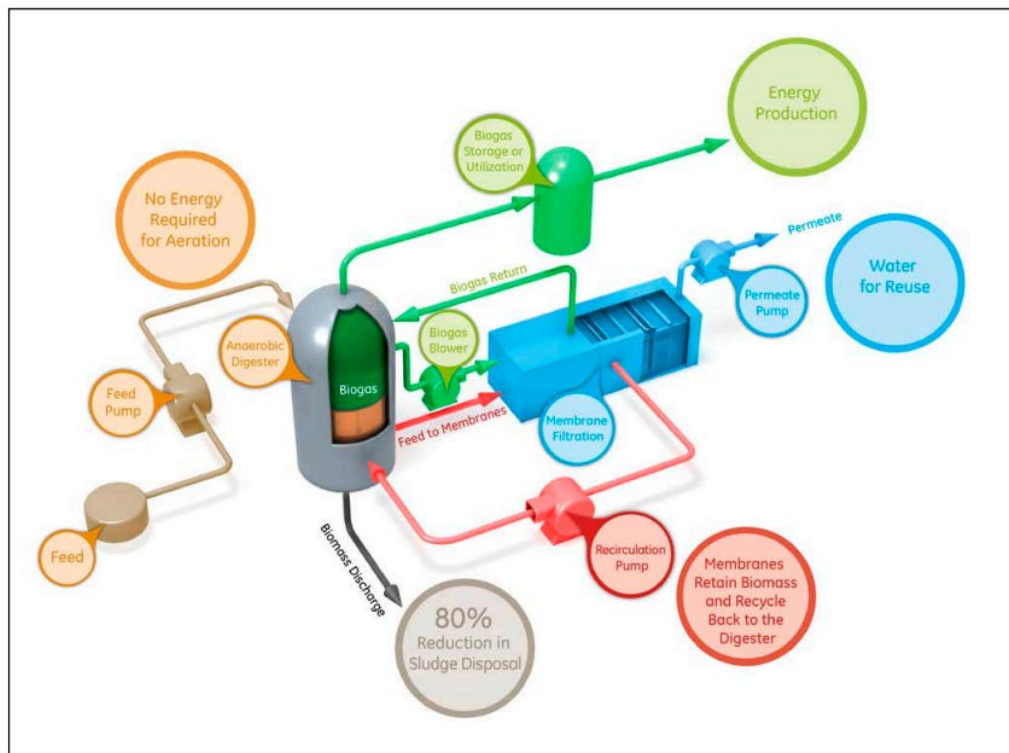 Energy
Production
Biogas
Storage or
Utilization
No Energy
Required
for Aeration
Permeate
Water
for Reuse
Permeate
Pump
Biogas Return
Biogas
Blower
Anaerobic
Digester
Biogas
Feed
Pump
Feed to Membranes
Membrane
Filtration
Feed
Biomass Discharge
Recirculation
Pump
Membranes
Retain Biomass
and Recycle
Back to the
Digester
80%
Reduction in
Sludge Disposal